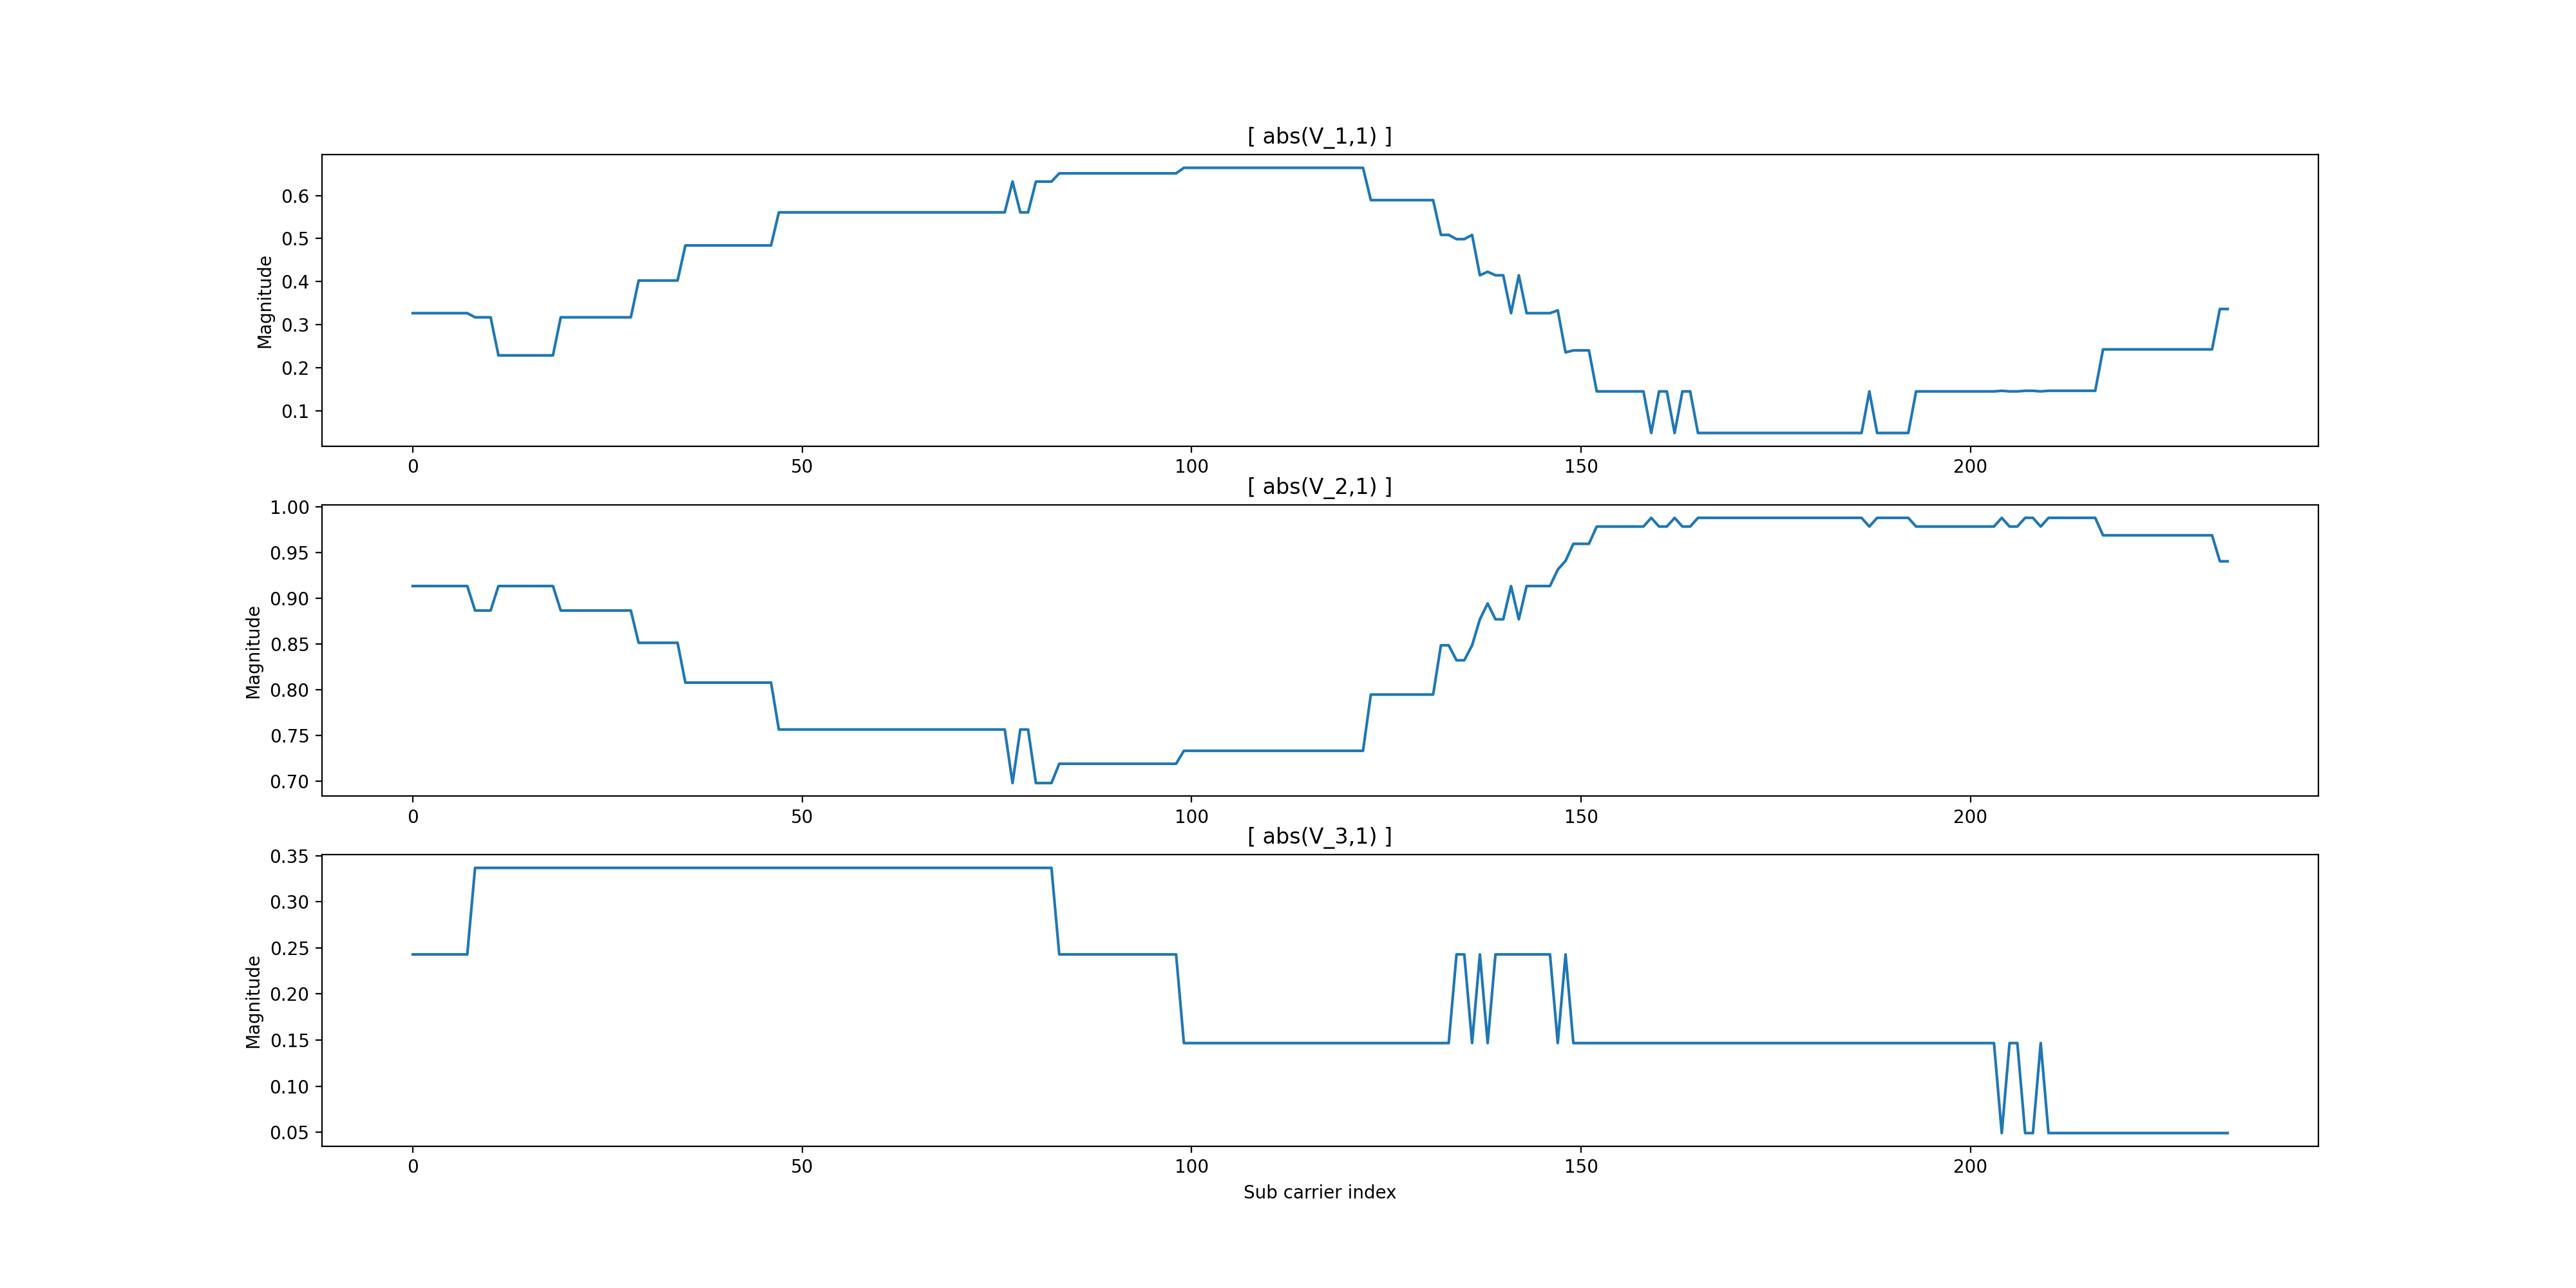 [ abs(V_1,1) ]
Magnitude
0.6
0.5
0.4
0.3
0.2
0.1
0 50 100 150 200
[ abs(V_2,1) ]
Magnitude
1.00
0.95
0.90
0.85
0.80
0.75
0.70
0 50 100 150 200
[ abs(V_3,1) ]
Magnitude
0.35
0.30
0.25
0.20
0.15
0.10
0.05
0 50 100 150 200
Sub carrier index